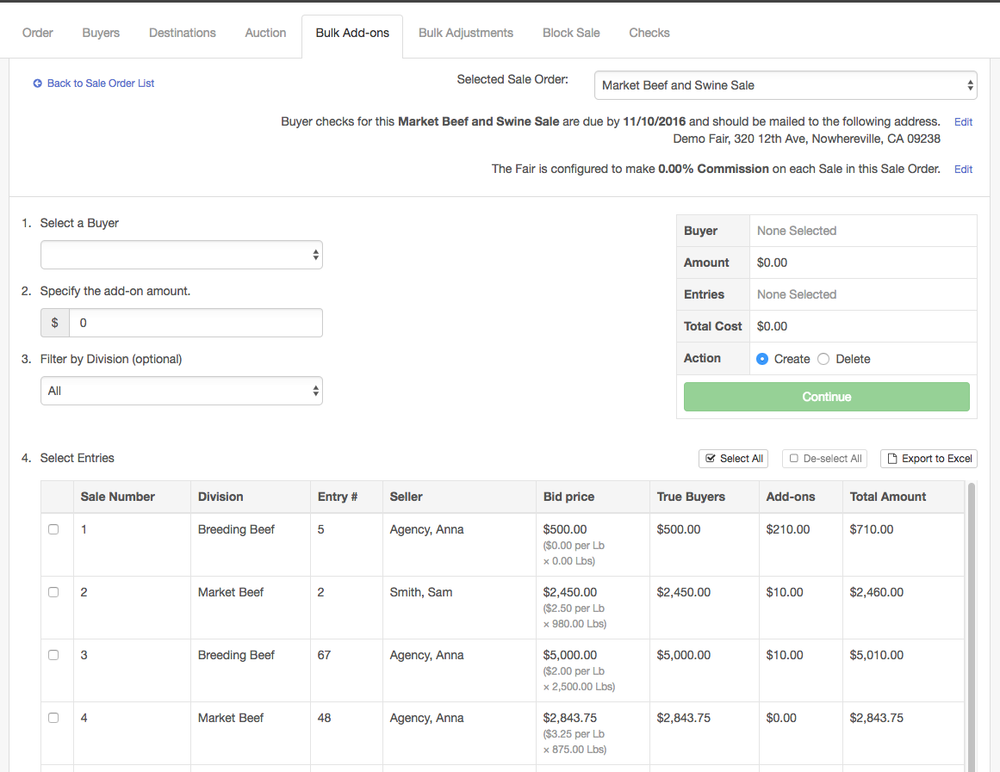 Order Buyers Destinations Auction Bulk Add-ons Bulk Adjustments Block Sale Checks
Back to Sale Order List
Selected Sale Order: Market Beef and Swine Sale
Buyer checks for this Market Beef and Swine Sale are due by 11/10/2016 and should be mailed to the following address. Edit
Demo Fair, 320 12th Ave, Nowhereville, CA 09238
The Fair is configured to make 0.00% Commission on each Sale in this Sale Order. Edit
1. Select a Buyer
2. Specify the add-on amount.
$ 0
3. Filter by Division (optional)
All
Buyer None Selected
Amount $0.00
Entries None Selected
Total Cost $0.00
Action Create Delete
Continue
4. Select Entries
Select All De-select All Export to Excel
Sale Number Division Entry # Seller Bid price True Buyers Add-ons Total Amount
1 Breeding Beef 5 Agency, Anna $500.00 $500.00 $210.00 $710.00
($0.00 per Lb
× 0.00 Lbs)
2 Market Beef 2 Smith, Sam $2,450.00 $2,450.00 $10.00 $2,460.00
($2.50 per Lb
× 980.00 Lbs)
3 Breeding Beef 67 Agency, Anna $5,000.00 $5,000.00 $10.00 $5,010.00
($2.00 per Lb
× 2,500.00 Lbs)
4 Market Beef 48 Agency, Anna $2,843.75 $2,843.75 $0.00 $2,843.75
($3.25 per Lb
× 875.00 Lbs)